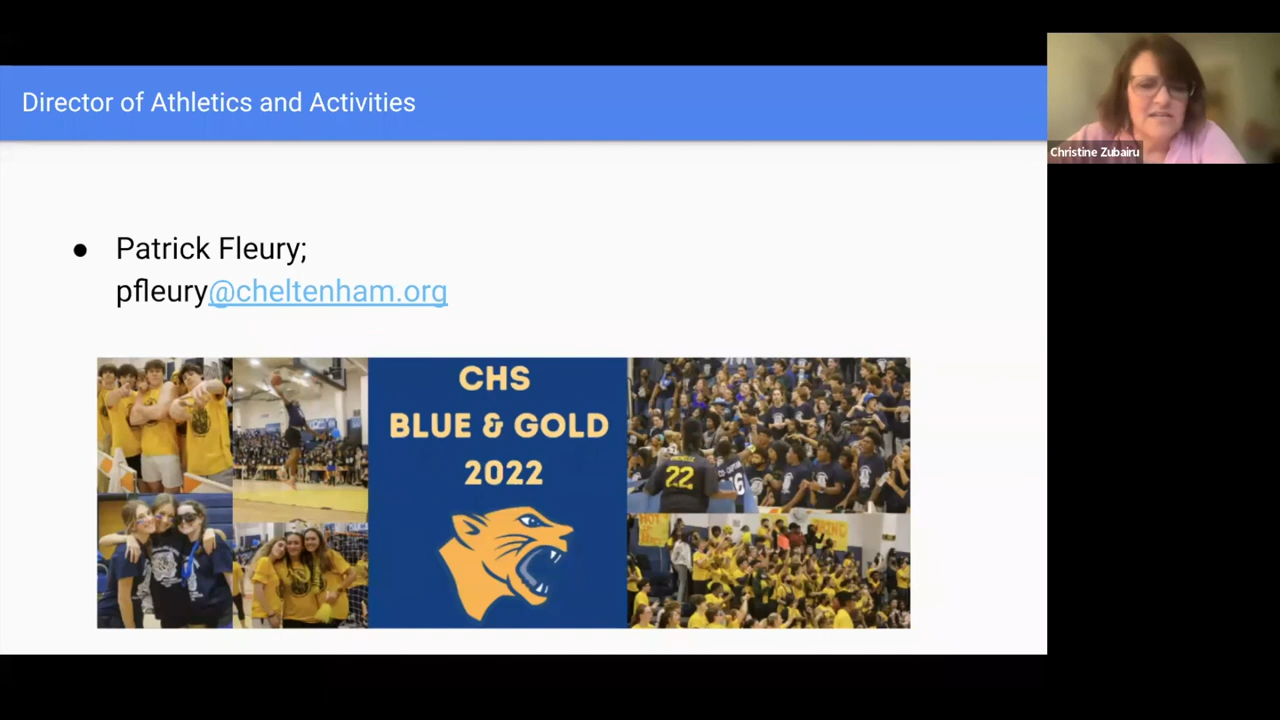 Director of Athletics and Activities
Christine Zubairu
● Patrick Fleury;
pfleury@cheltenham.org
CHS
BLUE & GOLD
2022
22